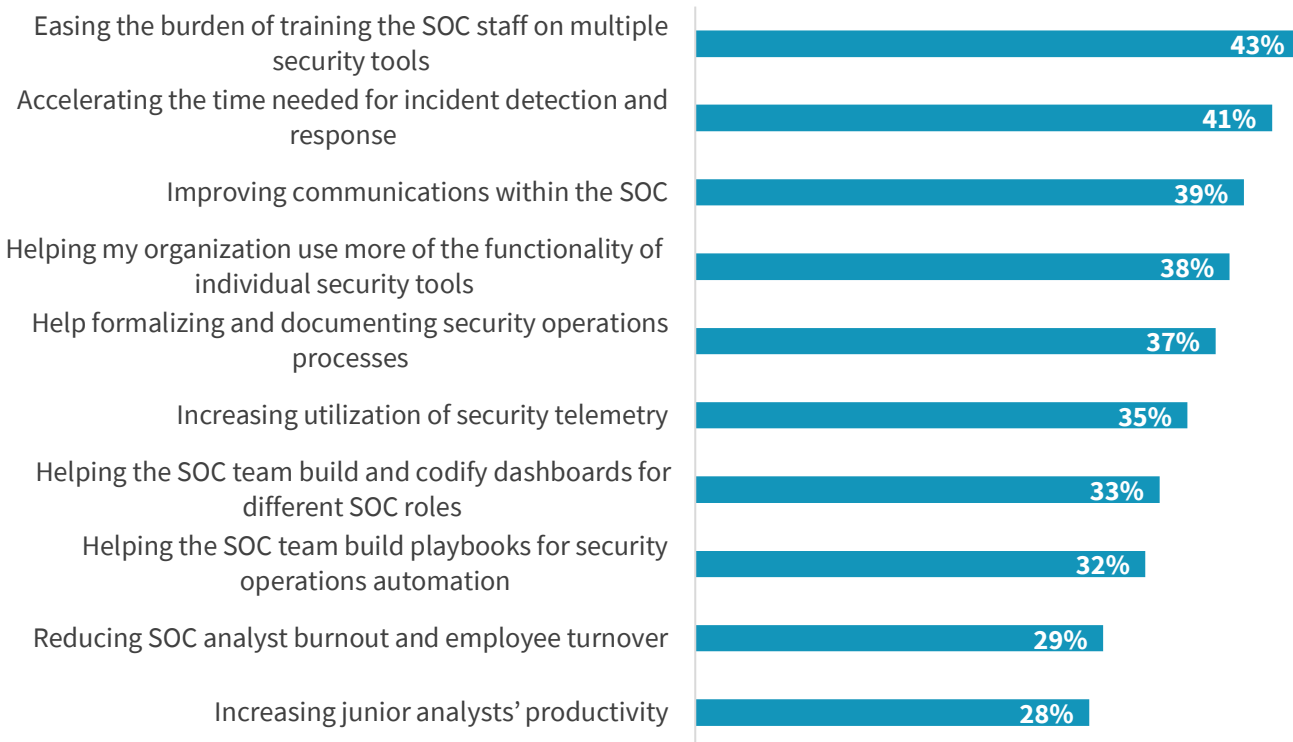 Easing the burden of training the SOC staff on multiple
security tools
43%
Accelerating the time needed for incident detection and
response
41%
Improving communications within the SOC
39%
Helping my organization use more of the functionality of
individual security tools
38%
Help formalizing and documenting security operations
processes
37%
Increasing utilization of security telemetry
35%
Helping the SOC team build and codify dashboards for
different SOC roles
33%
Helping the SOC team build playbooks for security
operations automation
32%
Reducing SOC analyst burnout and employee turnover
29%
Increasing junior analysts’ productivity
28%